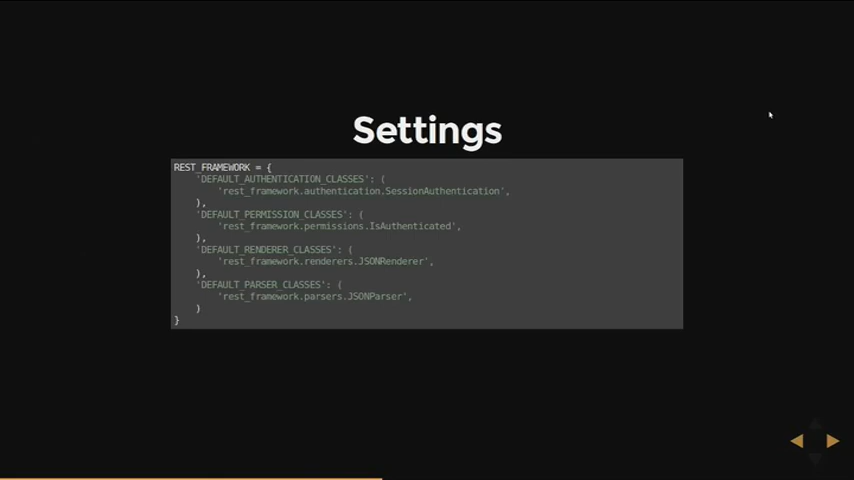 Settings
REST_FRAMEWORK = {
    'DEFAULT_AUTHENTICATION_CLASSES': (
        'rest_framework.authentication.SessionAuthentication',
    ),
    'DEFAULT_PERMISSION_CLASSES': (
        'rest_framework.permissions.IsAuthenticated',
    ),
    'DEFAULT_RENDERER_CLASSES': (
        'rest_framework.renderers.JSONRenderer',
    ),
    'DEFAULT_PARSER_CLASSES': (
        'rest_framework.parsers.JSONParser',
    )
}